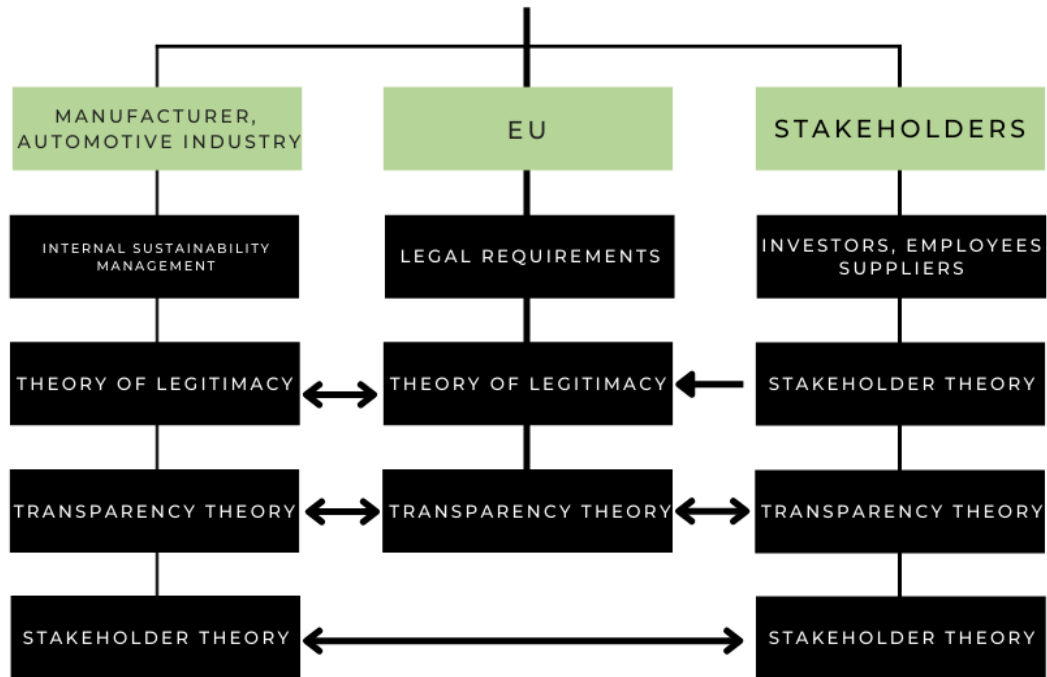 MANUFACTURER,
AUTOMOTIVE INDUSTRY
EU
STAKEHOLDERS
INTERNAL SUSTAINABILITY
MANAGEMENT
LEGAL REQUIREMENTS
INVESTORS, EMPLOYEES
SUPPLIERS
THEORY OF LEGITIMACY
THEORY OF LEGITIMACY
STAKEHOLDER THEORY
TRANSPARENCY THEORY
TRANSPARENCY THEORY
TRANSPARENCY THEORY
STAKEHOLDER THEORY
STAKEHOLDER THEORY